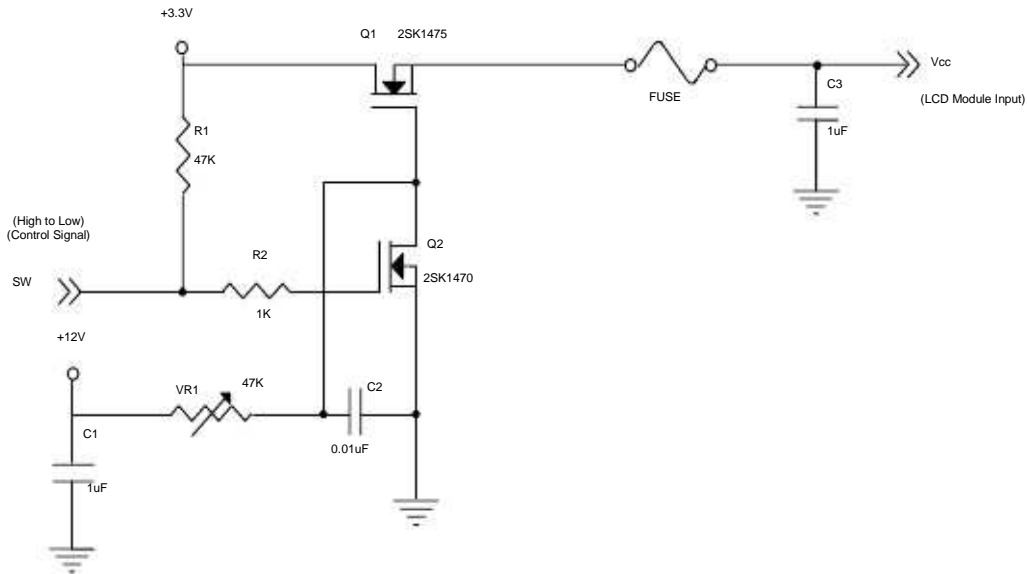 +3.3V
Q1
2SK1475
Vcc
FUSE
C3
(LCD Module Input)
R1
1uF
47K
(High to Low)
(Control Signal)
R2
Q2
SW
2SK1470
1K
+12V
VR1
47K
C2
C1
0.01uF
1uF